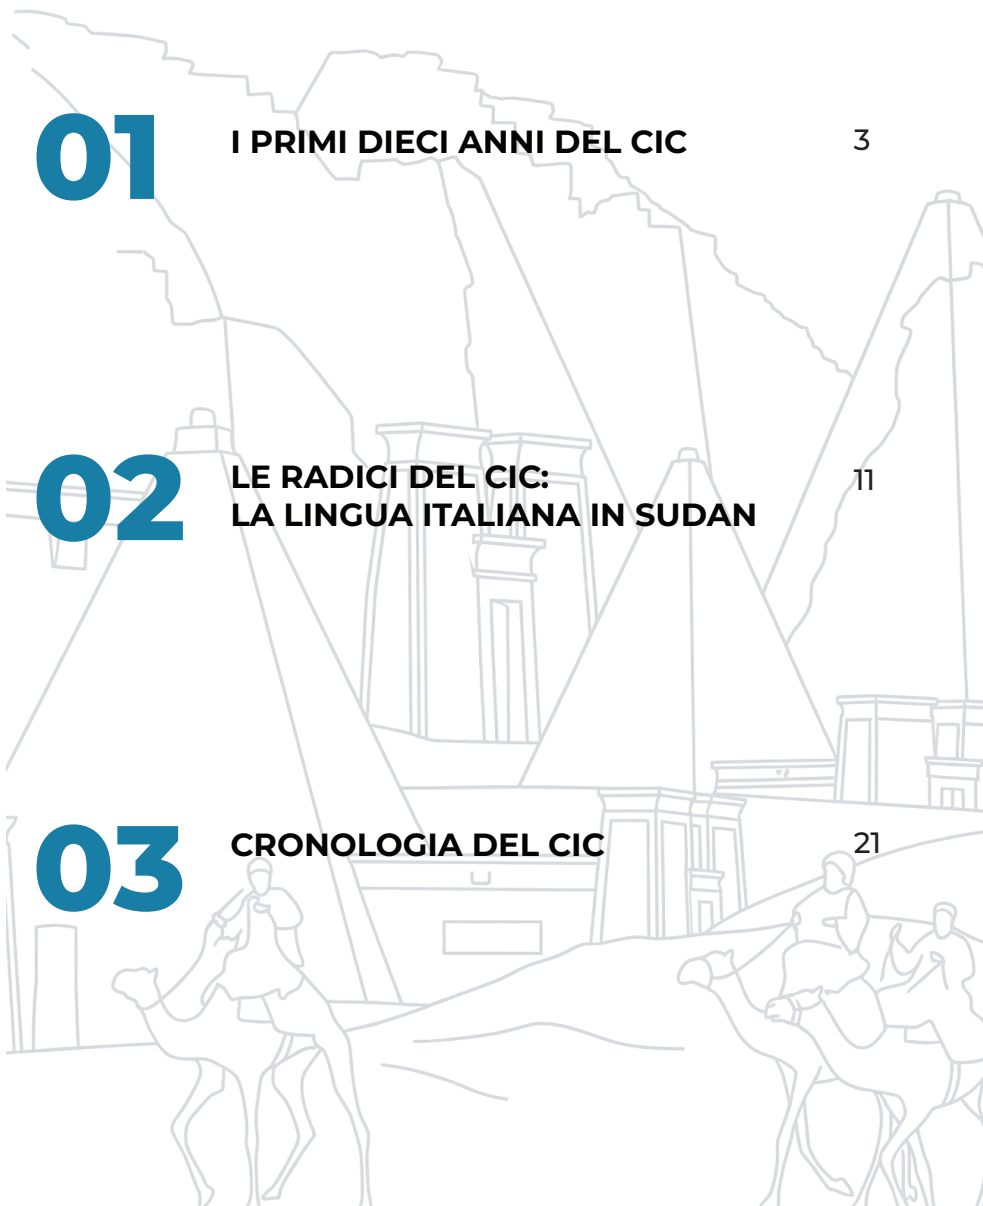 01
I PRIMI DIECI ANNI DEL CIC 3
02
LE RADICI DEL CIC: 11
LA LINGUA ITALIANA IN SUDAN
03
CRONOLOGIA DEL CIC 21